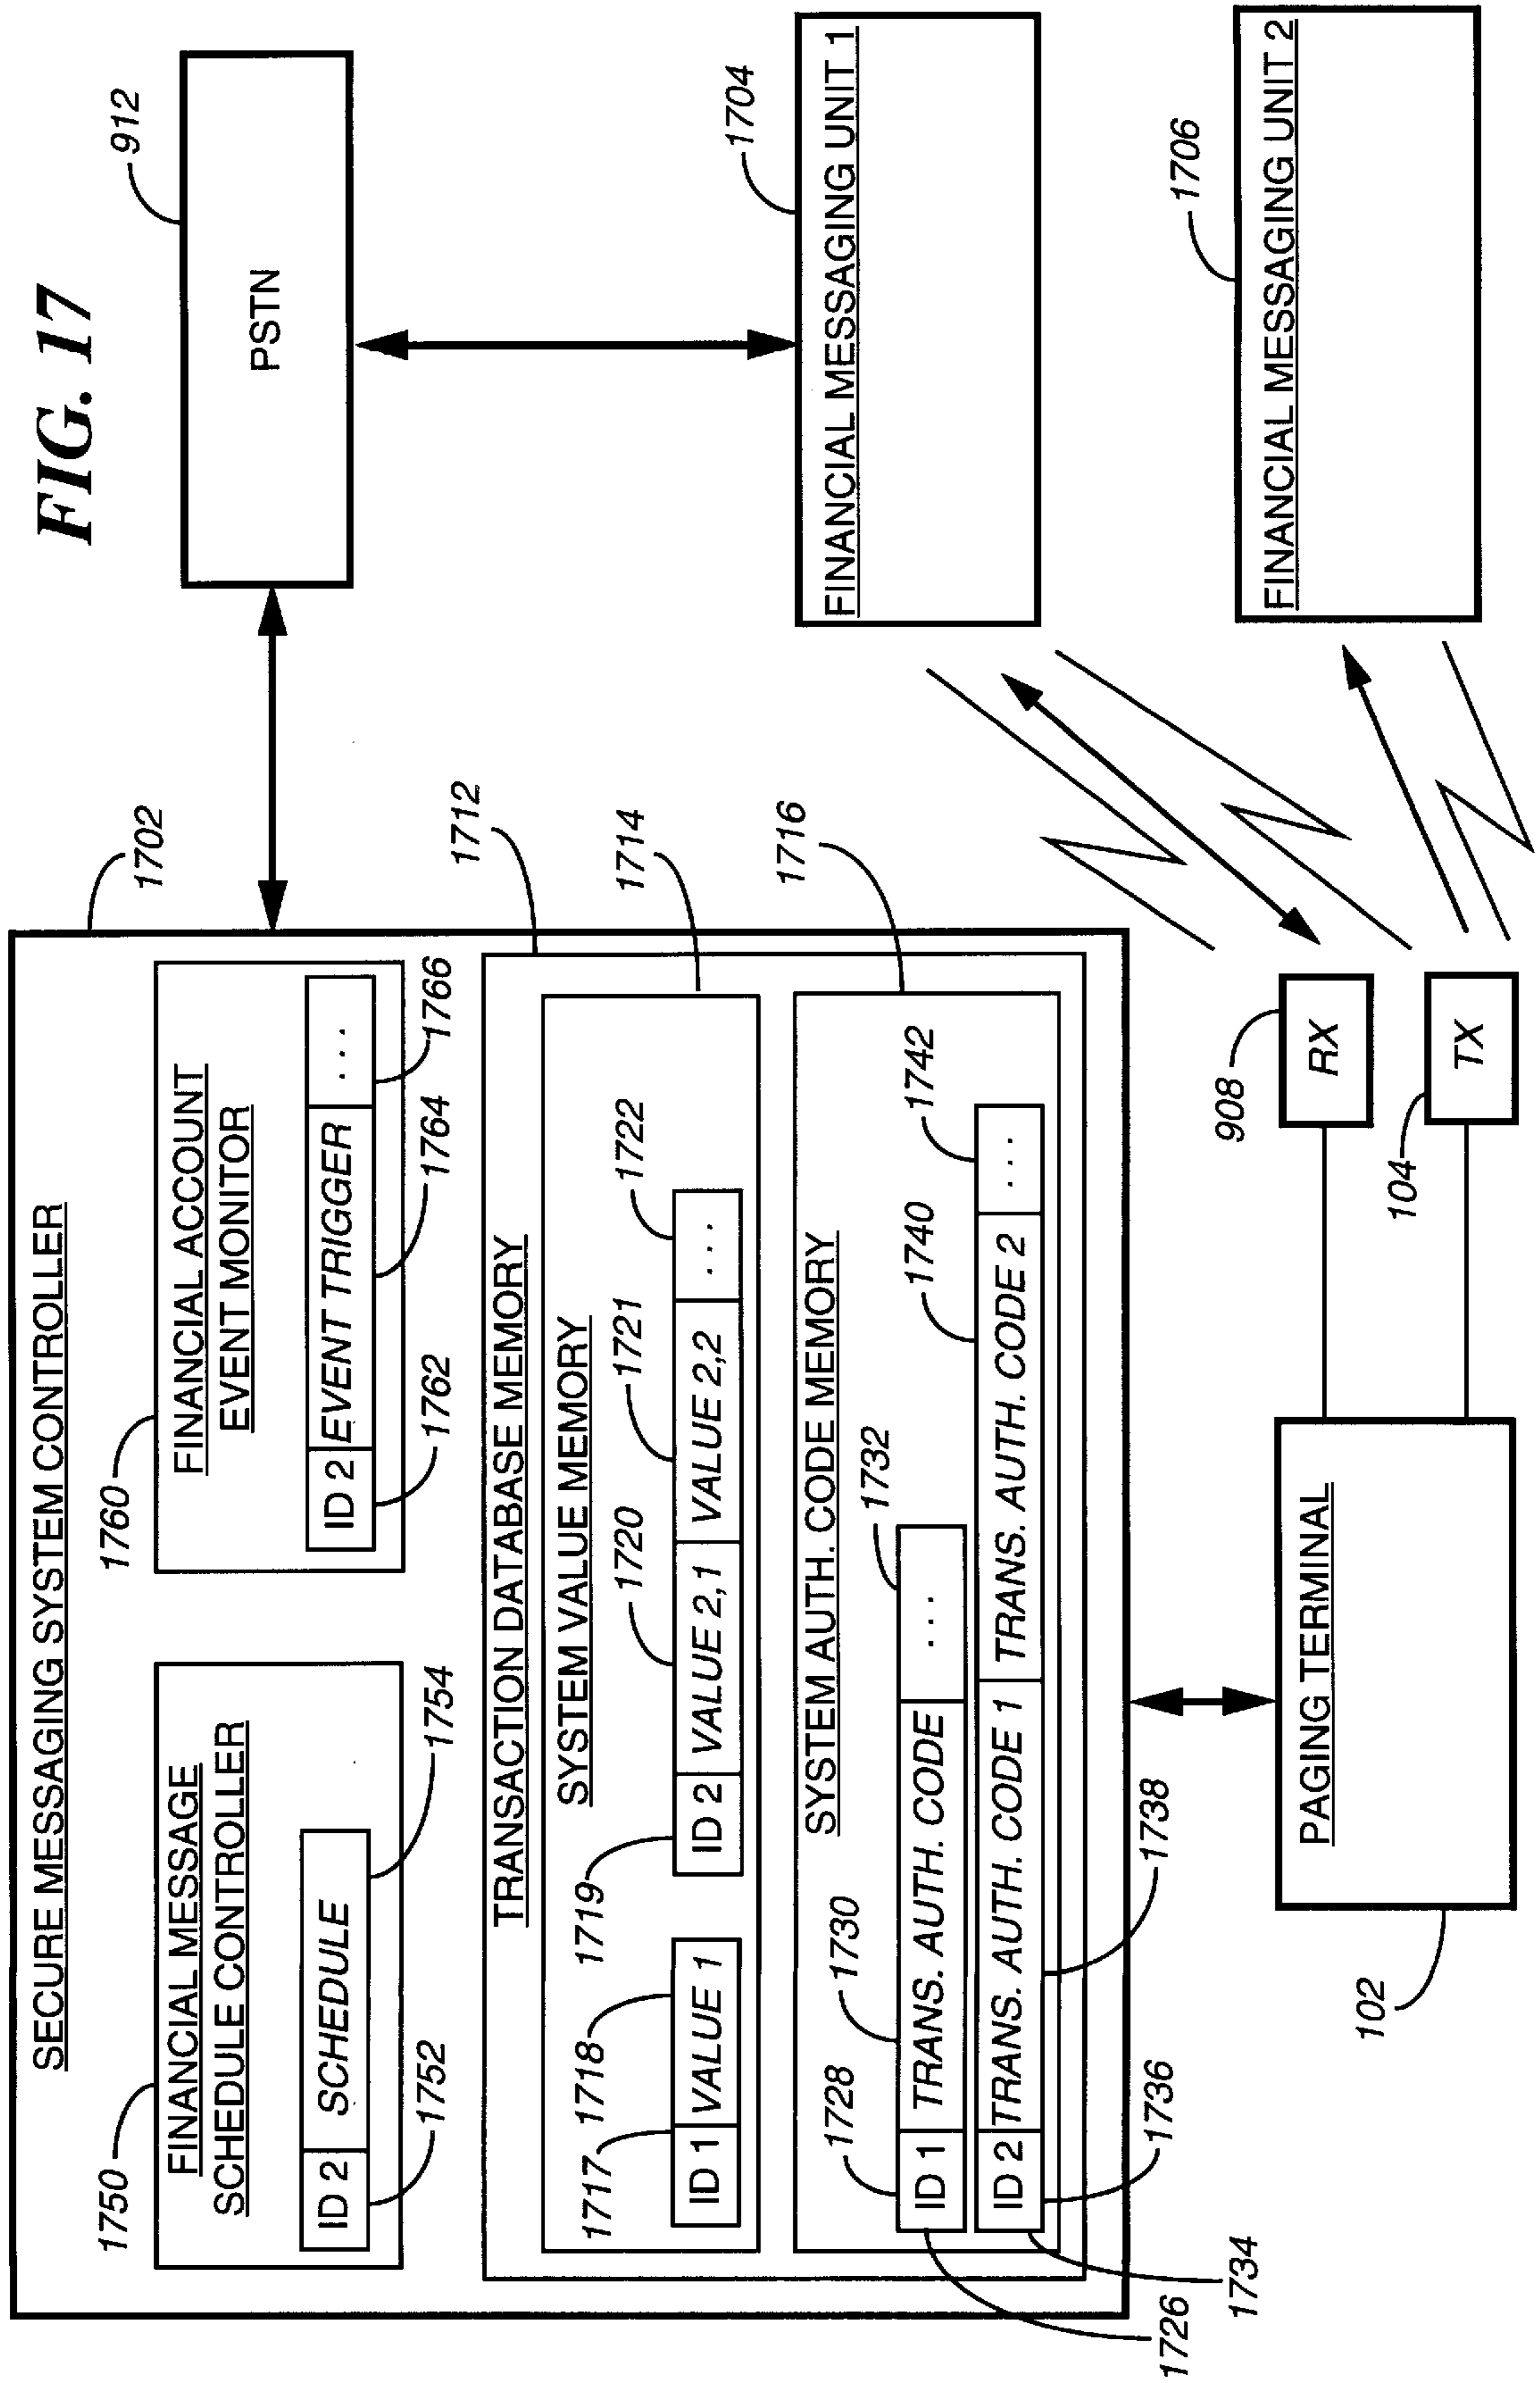 FIG. 17
SECURE MESSAGING SYSTEM CONTROLLER
1702
1750
FINANCIAL MESSAGE
SCHEDULE CONTROLLER
ID 2 SCHEDULE
1752
1754
1760
FINANCIAL ACCOUNT
EVENT MONITOR
ID 2 EVENT TRIGGER ...
1762
1764
1766
912
PSTN
1712
TRANSACTION DATABASE MEMORY
1714
SYSTEM VALUE MEMORY
1717
1718
1719
1720
1721
1722
ID 1 VALUE 1
ID 2 VALUE 2,1 VALUE 2,2 ...
1716
SYSTEM AUTH. CODE MEMORY
1728
1730
1732
1740
1742
ID 1 TRANS. AUTH. CODE ...
ID 2 TRANS. AUTH. CODE 1 TRANS. AUTH. CODE 2 ...
1726
1734
1736
1738
1704
FINANCIAL MESSAGING UNIT 1
1706
FINANCIAL MESSAGING UNIT 2
908
RX
104
TX
PAGING TERMINAL
102